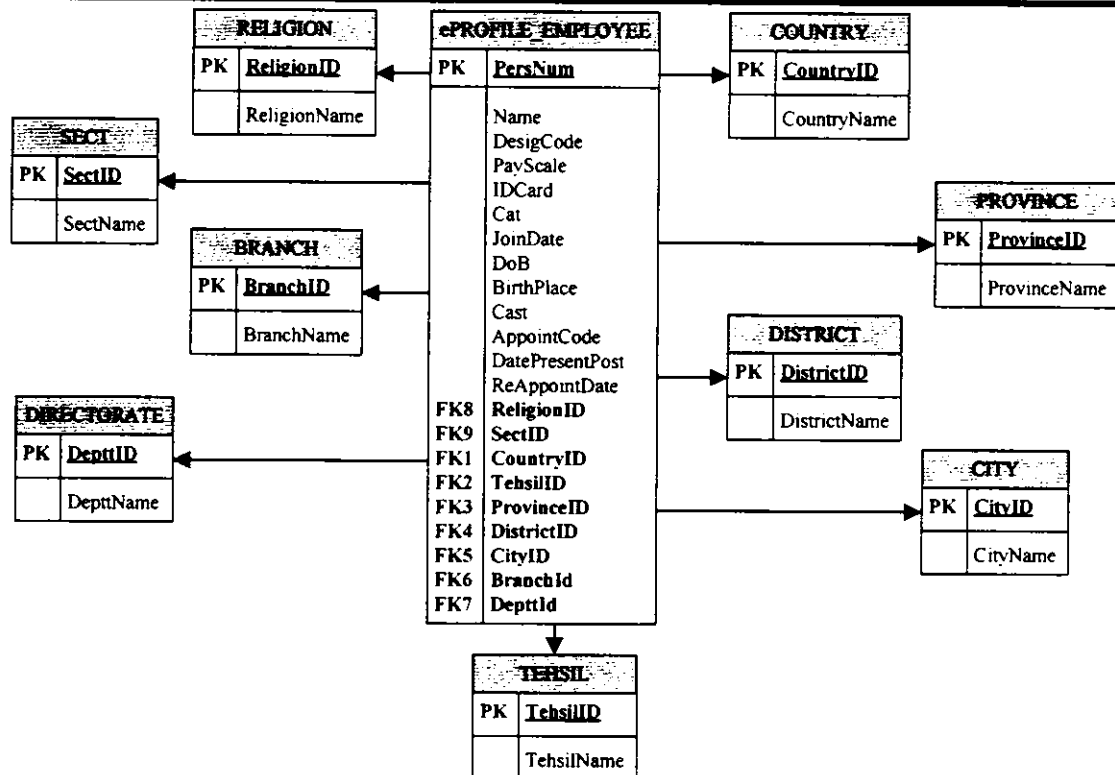 RELIGION
PK ReligionID
ReligionName
ePROFILE_EMPLOYEE
PK PersNum
Name
DesigCode
PayScale
IDCard
Cat
JoinDate
DoB
BirthPlace
Cast
AppointCode
DatePresentPost
ReAppointDate
FK8 ReligionID
FK9 SectID
FK1 CountryID
FK2 TehsilID
FK3 ProvinceID
FK4 DistrictID
FK5 CityID
FK6 BranchId
FK7 DepttId
COUNTRY
PK CountryID
CountryName
SECT
PK SectID
SectName
PROVINCE
PK ProvinceID
ProvinceName
BRANCH
PK BranchID
BranchName
DISTRICT
PK DistrictID
DistrictName
DIRECTORATE
PK DepttID
DepttName
CITY
PK CityID
CityName
TEHSIL
PK TehsilID
TehsilName